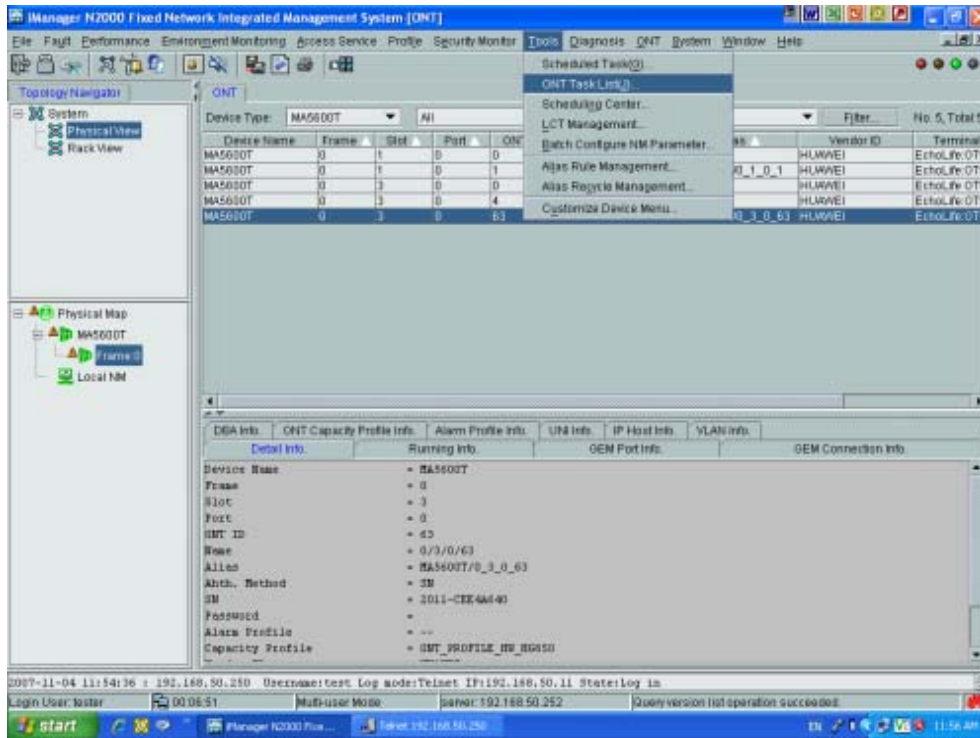 iManager N2000 Fixed Network Integrated Management System-[ONT]
File Fault Performance Environment Monitoring Access Service Profile Security Monitor Tools Diagnosis ONT System Window Help
Scheduled Task(O)...
ONT Task List(J)...
Scheduling Center...
LCT Management...
Batch Configure NM Parameter...
Alias Rule Management...
Alias Recycle Management...
Customize Device Menu...
Topology Navigator
System
Physical View
Rack View
Physical Map
MA5600T
Frame:0
Local NM
ONT
Device Type: MA5600T All Filter... No. 5, Total 5
Device Name Frame Slot Port ONT Vendor ID Terminal
MA5600T 0 1 0 0 HUAWEI EchoLife:OT
MA5600T 0 1 0 1 0_1_0_1 HUAWEI EchoLife:OT
MA5600T 0 3 0 0 HUAWEI EchoLife:OT
MA5600T 0 3 0 4 HUAWEI EchoLife:OT
MA5600T 0 3 0 63 0_3_0_63 HUAWEI EchoLife:OT
DBA Info. ONT Capacity Profile Info. Alarm Profile Info. UNI Info. IP Host Info. VLAN Info.
Detail Info. Running Info. GEM Port Info. GEM Connection Info.
Device Name = MA5600T
Frame = 0
Slot = 3
Port = 0
ONT ID = 63
Name = 0/3/0/63
Alias = MA5600T/0_3_0_63
Auth. Method = SN
SN = 2011-CEE4A640
Password =
Alarm Profile = --
Capacity Profile = ONT_PROFILE_HW_HG850
2007-11-04 11:54:36 : 192.168.50.250 Username:test Log mode:Telnet IP:192.168.50.11 State:Log in
Login User: tester 00:06:51 Multi-user Mode Server: 192.168.50.252 Query version list operation succeeded.
start iManager N2000 Fixe... Telnet 192.168.50.250 EN 11:56 AM